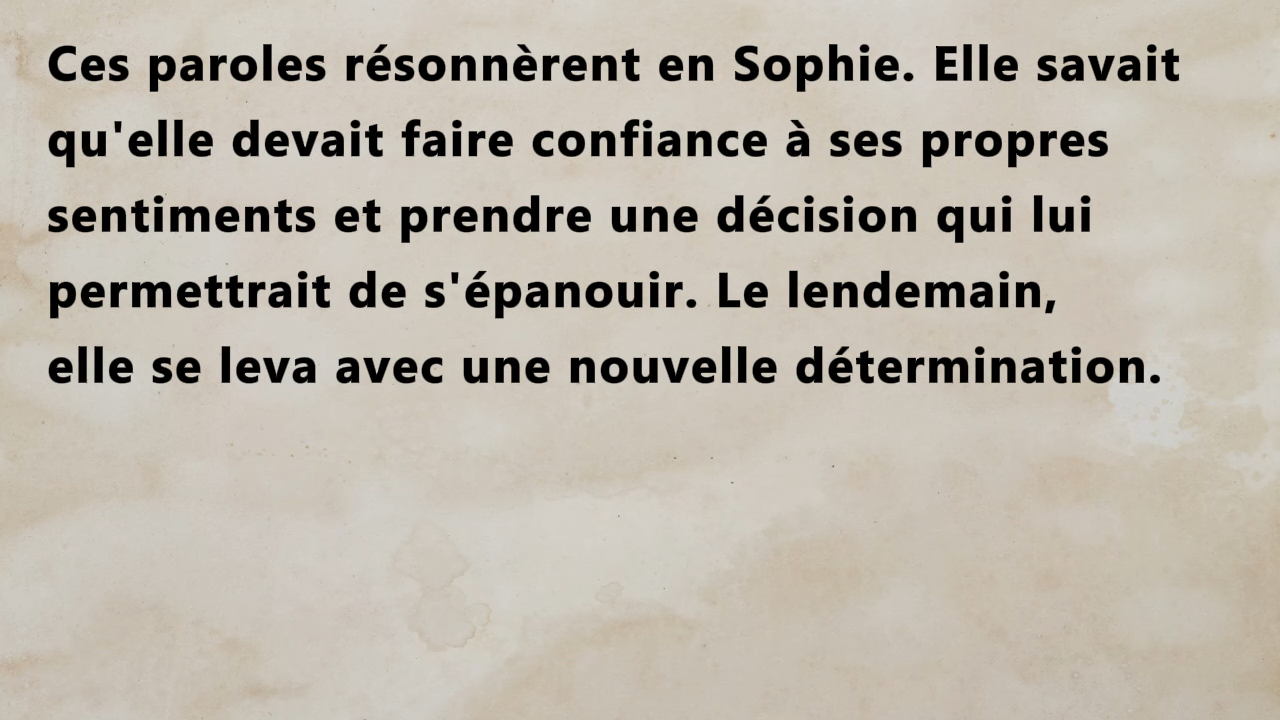 Ces paroles résonnèrent en Sophie. Elle savait
qu'elle devait faire confiance à ses propres
sentiments et prendre une décision qui lui
permettrait de s'épanouir. Le lendemain,
elle se leva avec une nouvelle détermination.